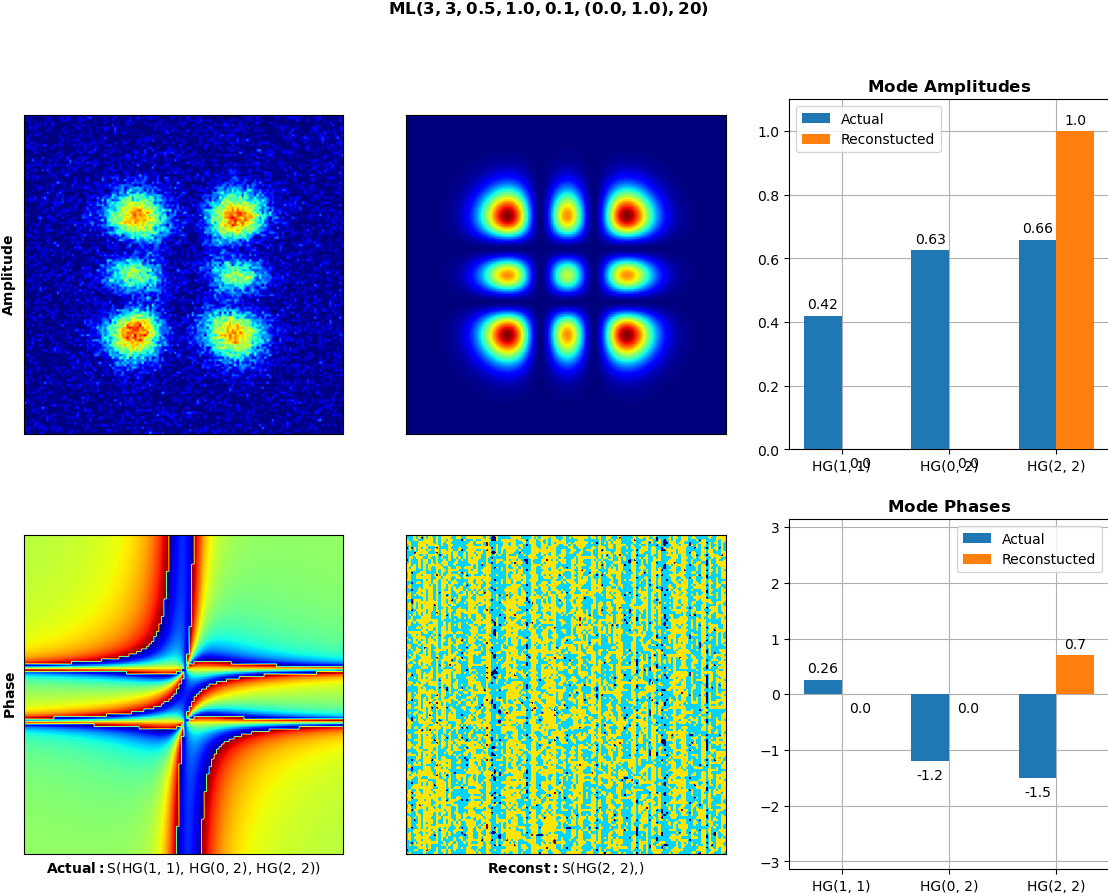 ML(3, 3, 0.5, 1.0, 0.1, (0.0, 1.0), 20)
Amplitude
Mode Amplitudes
Actual
Reconstucted
1.0
0.8
0.6
0.4
0.2
0.0
0.42
0.63
0.66
1.0
0.0
0.0
HG(1, 1)
HG(0, 2)
HG(2, 2)
Phase
Actual: S(HG(1, 1), HG(0, 2), HG(2, 2))
Reconst: S(HG(2, 2),)
Mode Phases
Actual
Reconstucted
3
2
1
0
−1
−2
−3
0.26
0.0
-1.2
0.0
-1.5
0.7
HG(1, 1)
HG(0, 2)
HG(2, 2)